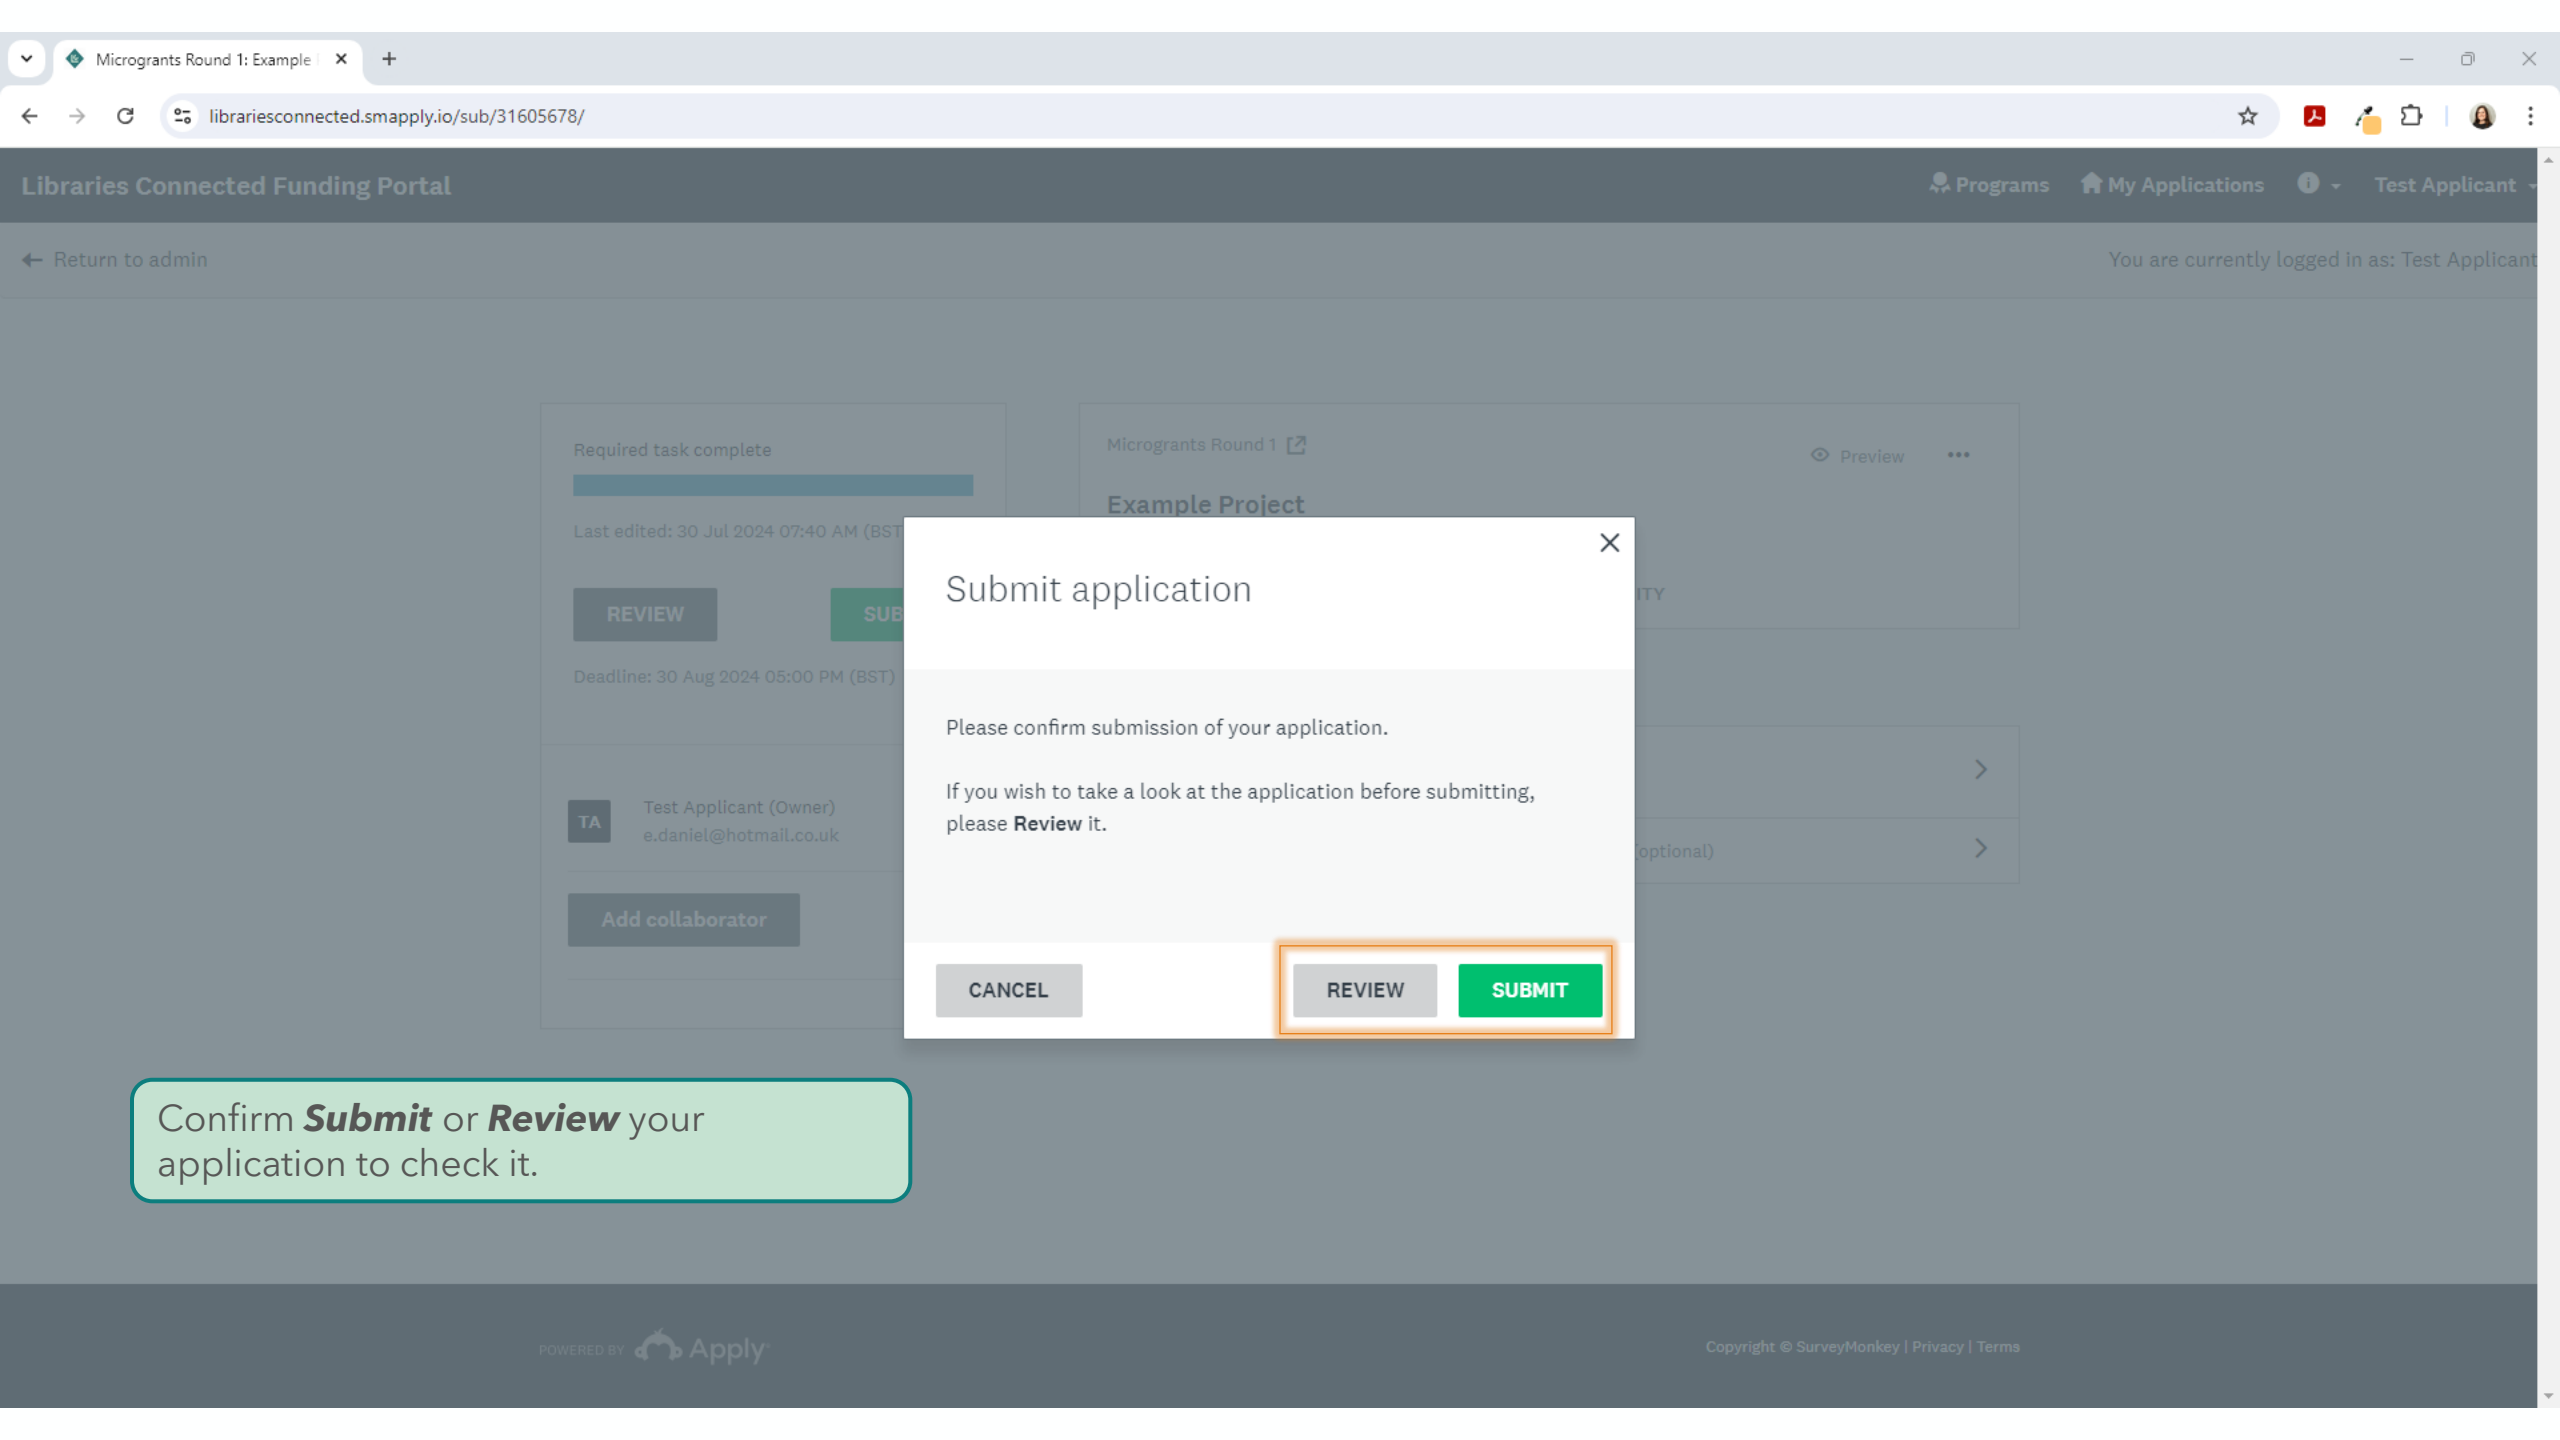 Microgrants Round 1: Example
librariesconnected.smapply.io/sub/31605678/
Libraries Connected Funding Portal
Programs
My Applications
Test Applicant
Return to admin
You are currently logged in as: Test Applicant
Required task complete
Last edited: 30 Jul 2024 07:40 AM (BST
REVIEW
SUB
Deadline: 30 Aug 2024 05:00 PM (BST)
TA
Test Applicant (Owner)
e.daniel@hotmail.co.uk
Add collaborator
Microgrants Round 1
Preview
Example Project
ITY
optional)
Submit application
Please confirm submission of your application.
If you wish to take a look at the application before submitting,
please Review it.
CANCEL
REVIEW
SUBMIT
Confirm Submit or Review your
application to check it.
POWERED BY Apply
Copyright © SurveyMonkey | Privacy | Terms